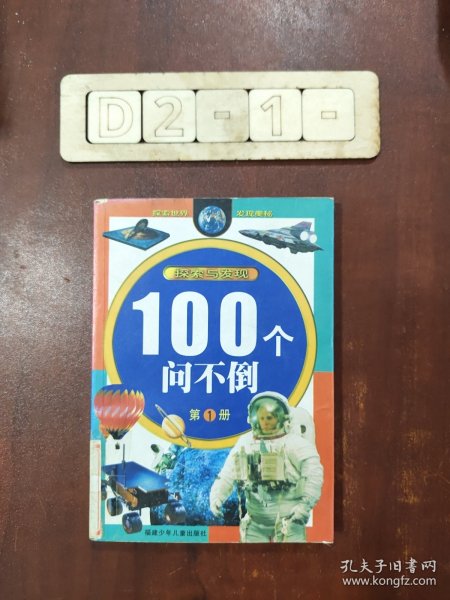 D2-1-
探索世界 发现奥秘
探索与发现
100个
问不倒
第1册
福建少年儿童出版社
孔夫子旧书网
www.kongfz.com